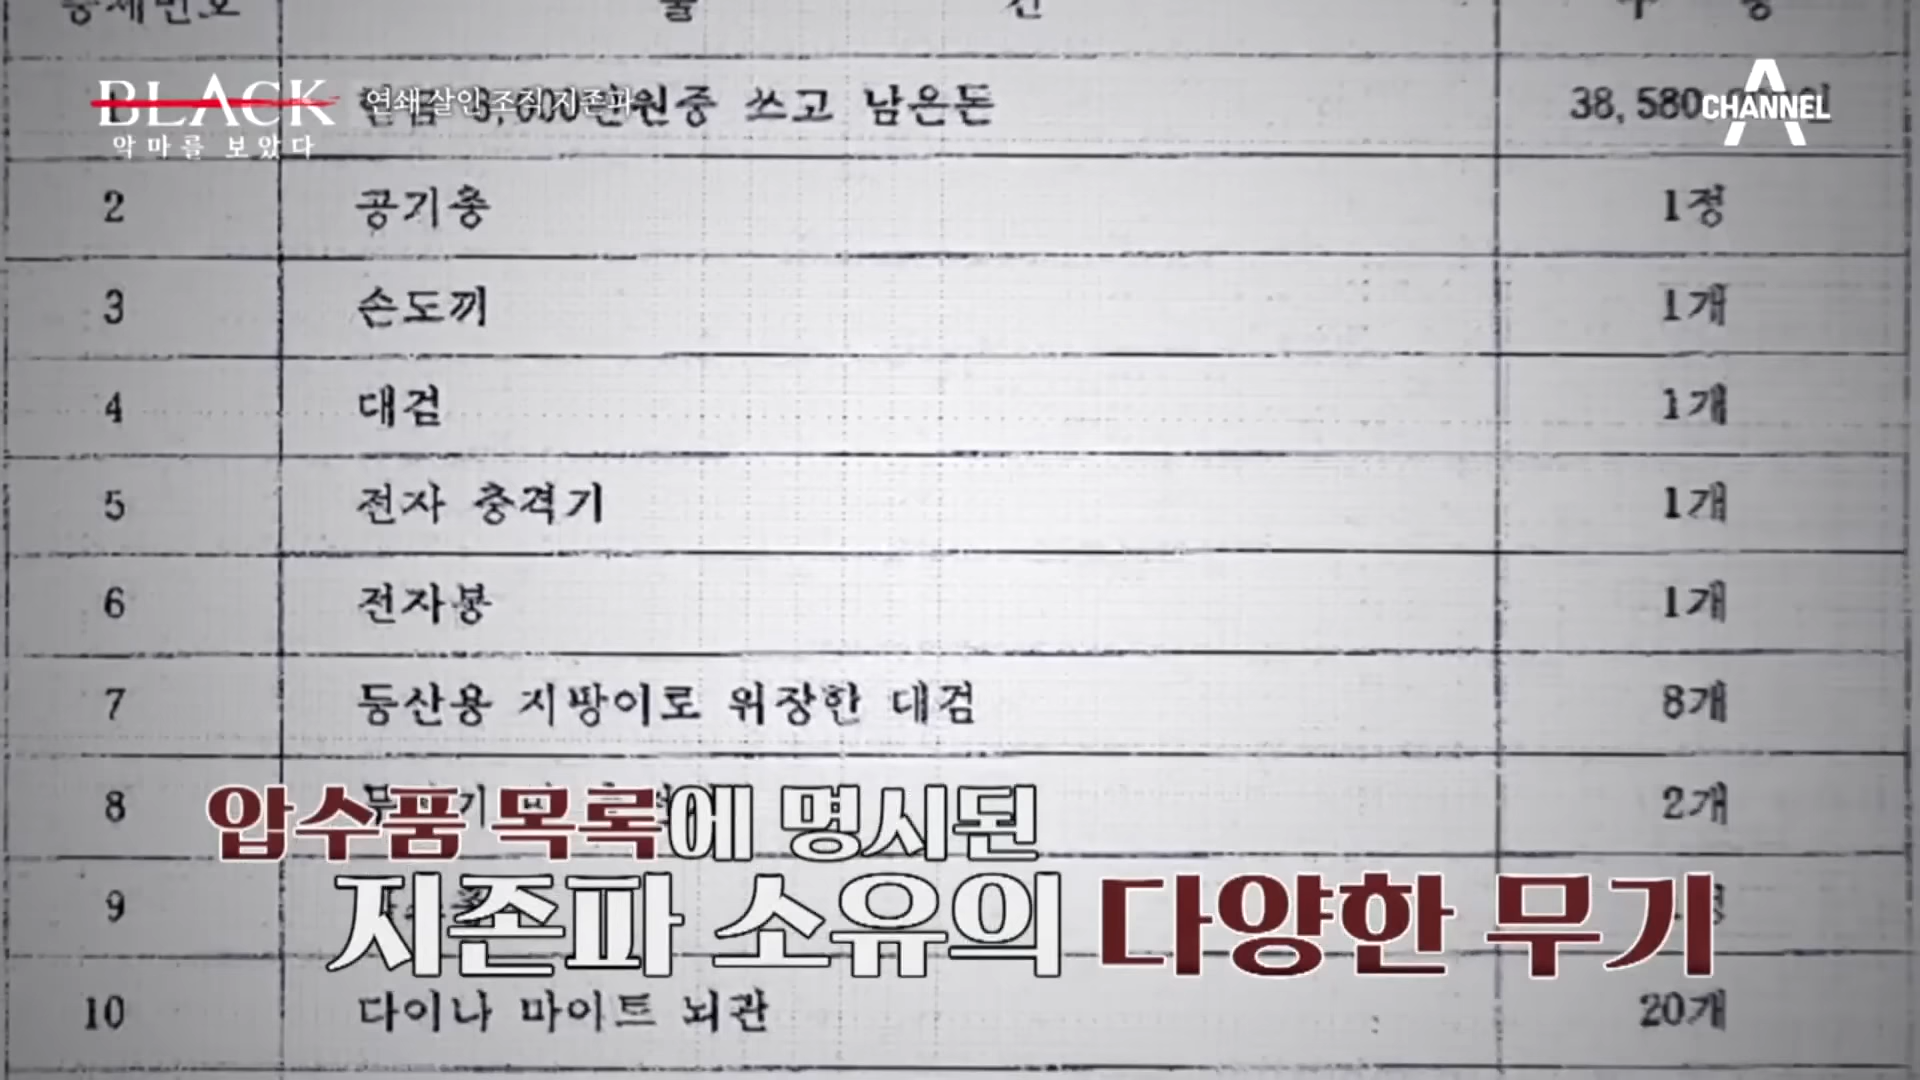 물 건
BLACK
악마를 보았다
연쇄 살인 조직 지존파
CHANNEL A
원중 쓰고 남은돈 38,580
2 공기총 1정
3 손도끼 1개
4 대검 1개
5 전자 충격기 1개
6 전자봉 1개
7 등산용 지팡이로 위장한 대검 8개
8 2개
압수품 목록에 명시된
9
지존파 소유의 다양한 무기
10 다이나 마이트 뇌관 20개